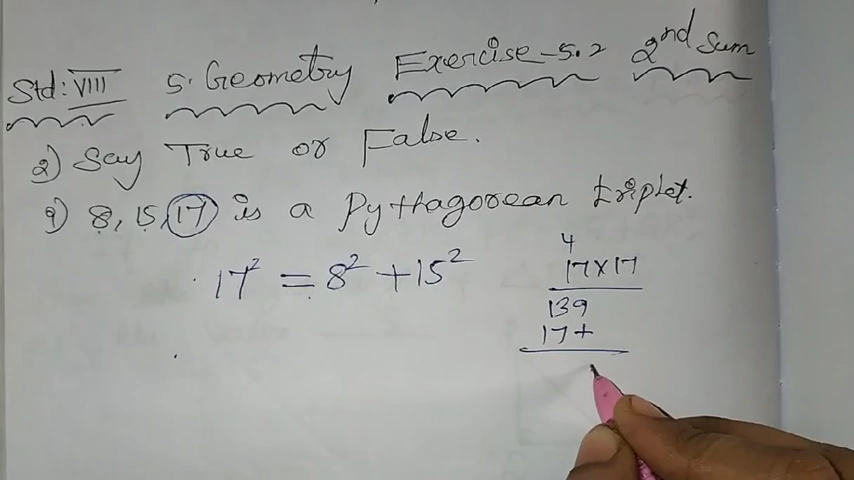 Std: VIII 5. Geometry Exercise-5.2 2nd Sum
2) Say True or False.
i) 8, 15, 17 is a Pythagorean triplet.
17² = 8² + 15²
4
17×17
139
17+